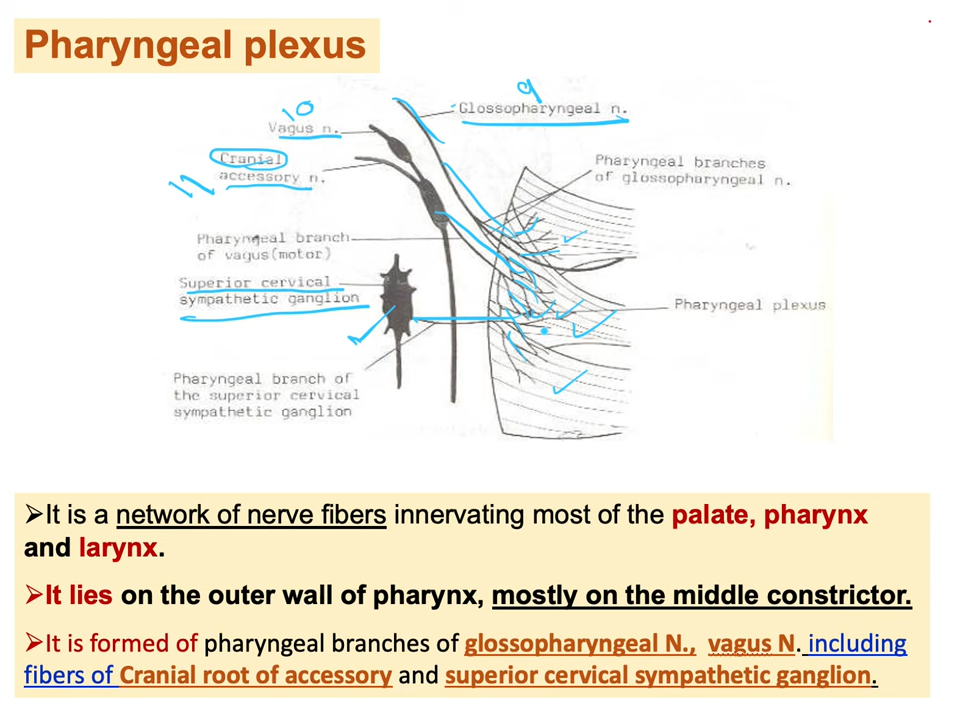 Pharyngeal plexus
9
Glossopharyngeal n.
10
Vagus n.
Cranial
accessory n.
11
Pharyngeal branches
of glossopharyngeal n.
Pharyngeal branch
of vagus(motor)
Superior cervical
sympathetic ganglion
Pharyngeal plexus
Pharyngeal branch of
the superior cervical
sympathetic ganglion
➢It is a network of nerve fibers innervating most of the palate, pharynx
and larynx.
➢It lies on the outer wall of pharynx, mostly on the middle constrictor.
➢It is formed of pharyngeal branches of glossopharyngeal N., vagus N. including
fibers of Cranial root of accessory and superior cervical sympathetic ganglion.